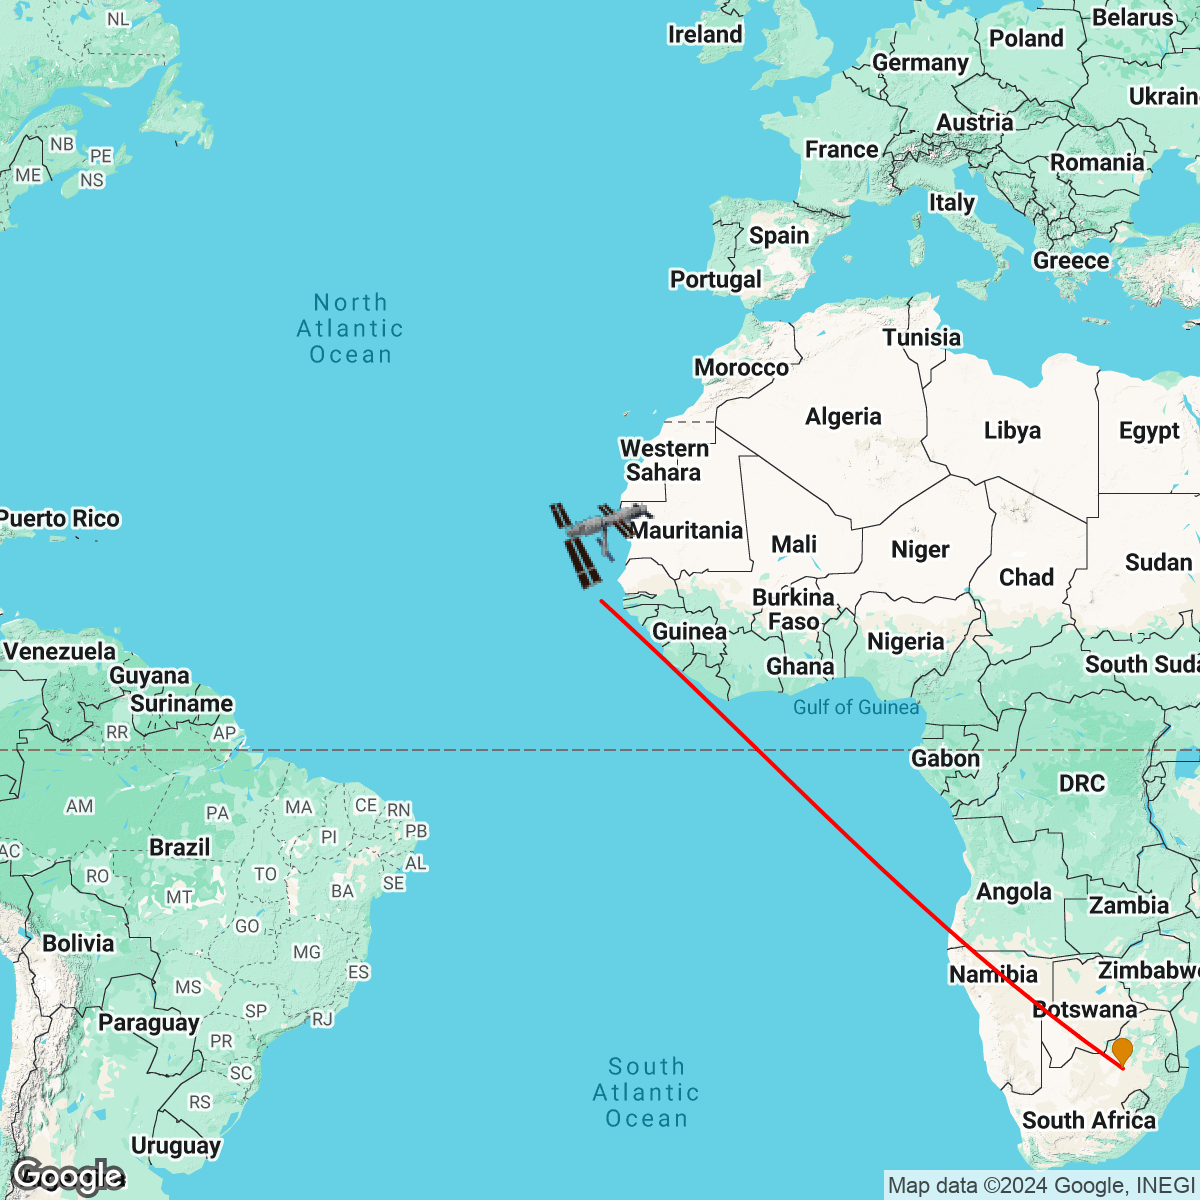 NL
Ireland
Belarus
Poland
Germany
Ukrain
NB
PE
ME
NS
Austria
France
Romania
Italy
Spain
Greece
Portugal
North
Atlantic
Ocean
Tunisia
Morocco
Algeria
Libya
Egypt
Western
Sahara
Puerto Rico
Mauritania
Mali
Niger
Chad
Sudan
Burkina
Faso
Guinea
Nigeria
Venezuela
Ghana
South Suda
Guyana
Suriname
Gulf of Guinea
RR
AP
Gabon
DRC
AM
PA
MA
CE
RN
PI
PB
AC
Brazil
AL
RO
TO
SE
MT
BA
Angola
Zambia
GO
Bolivia
MG
ES
Namibia
Zimbabwe
MS
SP
RJ
Botswana
Paraguay
PR
SC
South
Atlantic
Ocean
RS
South Africa
Uruguay
Google
Map data ©2024 Google, INEGI